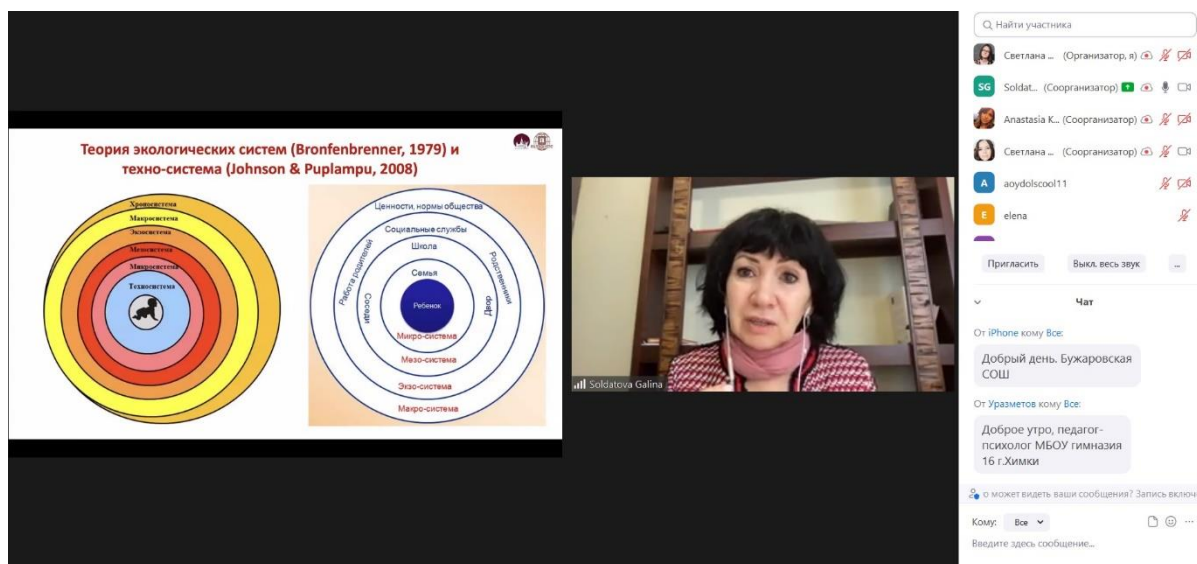 Теория экологических систем (Bronfenbrenner, 1979) и
техно-система (Johnson & Puplampu, 2008)
Хроносистема
Макросистема
Экзосистема
Мезосистема
Микросистема
Техносистема
Ценности, нормы общества
Социальные службы
Школа
Работа родителей
Родственники
Семья
Соседи
Двор
Ребенок
Микро-система
Мезо-система
Экзо-система
Макро-система
Soldatova Galina
Найти участника
Светлана ... (Организатор, я)
SG Soldat... (Соорганизатор)
Anastasia K... (Соорганизатор)
Светлана ... (Соорганизатор)
A aoydolscool11
E elena
Пригласить Выкл. весь звук ...
Чат
От iPhone кому Все:
Добрый день. Бужаровская
СОШ
От Уразметов кому Все:
Доброе утро, педагог-
психолог МБОУ гимназия
16 г.Химки
о может видеть ваши сообщения? Запись включ
Кому: Все
Введите здесь сообщение...